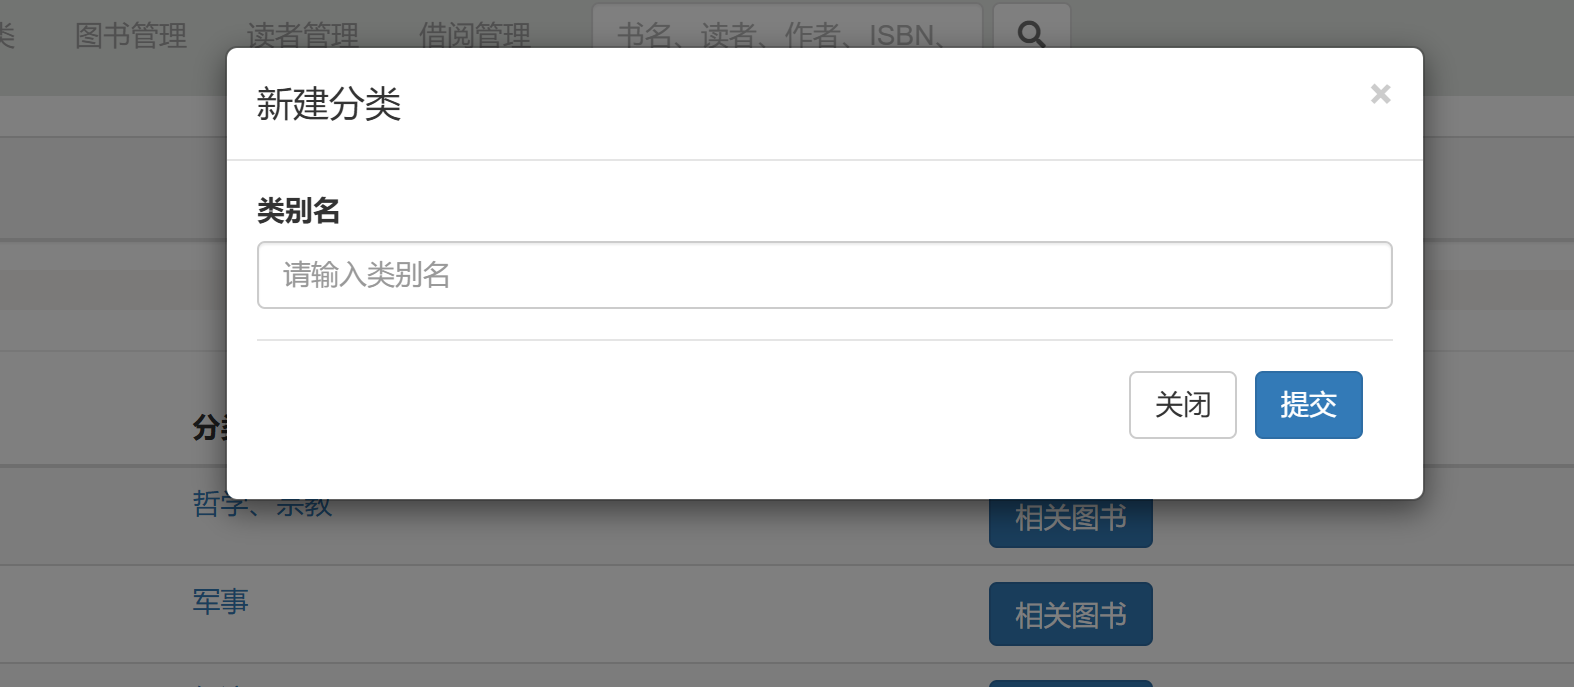 类 图书管理 读者管理 借阅管理 书名、读者、作者、ISBN、
新建分类 ×
类别名
请输入类别名
关闭 提交
分类
哲学、宗教 相关图书
军事 相关图书